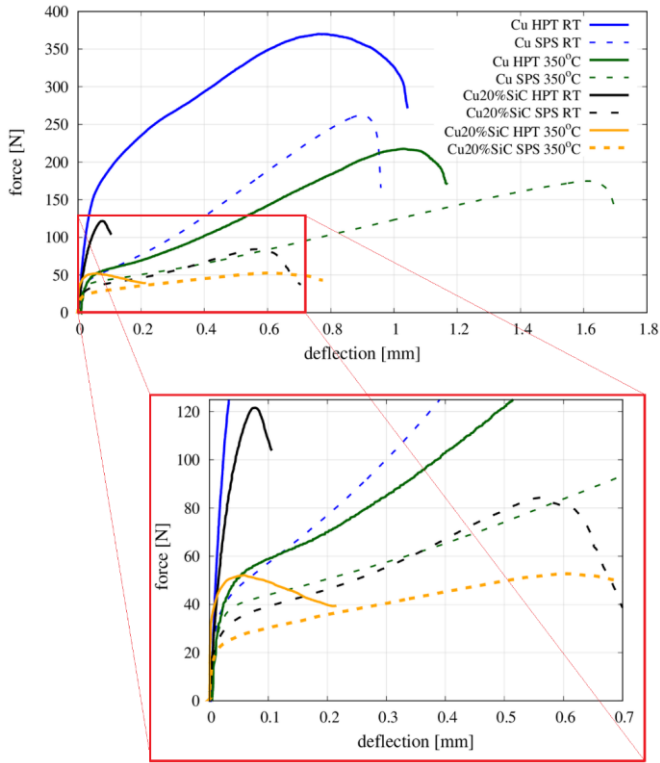 400
350
300
250
200
150
100
50
0
force [N]
0 0.2 0.4 0.6 0.8 1 1.2 1.4 1.6 1.8
deflection [mm]
Cu HPT RT
Cu SPS RT
Cu HPT 350°C
Cu SPS 350°C
Cu20%SiC HPT RT
Cu20%SiC SPS RT
Cu20%SiC HPT 350°C
Cu20%SiC SPS 350°C
120
100
80
60
40
20
0
force [N]
0 0.1 0.2 0.3 0.4 0.5 0.6 0.7
deflection [mm]